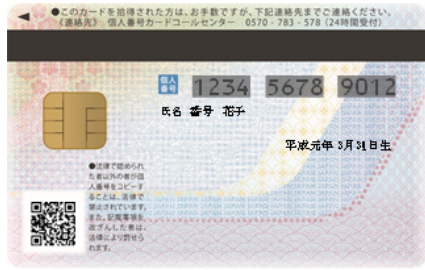 ●このカードを拾得された方は、お手数ですが、下記連絡先までご連絡ください。
《連絡先》 個人番号カードコールセンター 0570-783-578(24時間受付)
個人番号 1234 5678 9012
氏名 番号 花子
平成元年 3月31日生
●法律で認められ
た者以外の者が個
人番号をコピーす
ることは、法律で
禁止されています。
また、記載事項を
改ざんした者は、
法律により罰せら
れます。